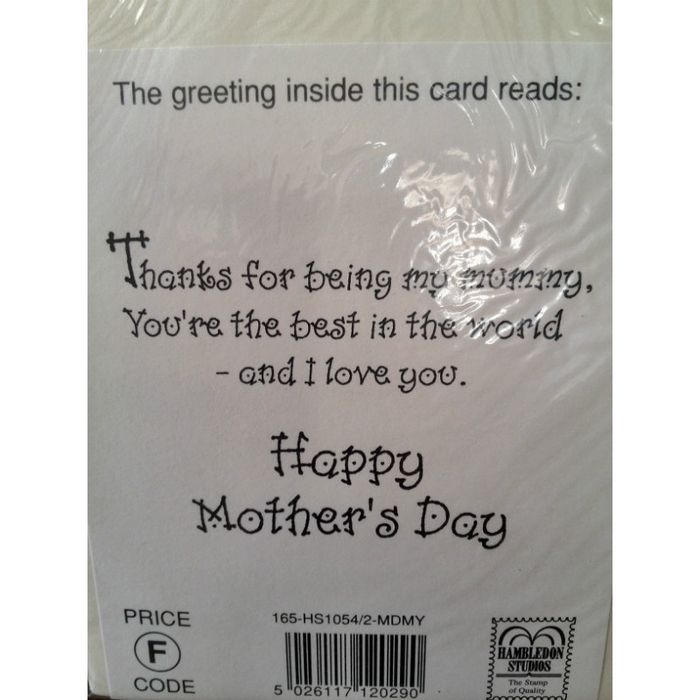 The greeting inside this card reads:
Thanks for being my mummy,
You're the best in the world
- and I love you.
Happy
Mother's Day
PRICE
F
CODE
165-HS1054/2-MDMY
5 026117 120290
HAMBLEDON
STUDIOS
The Stamp
of Quality